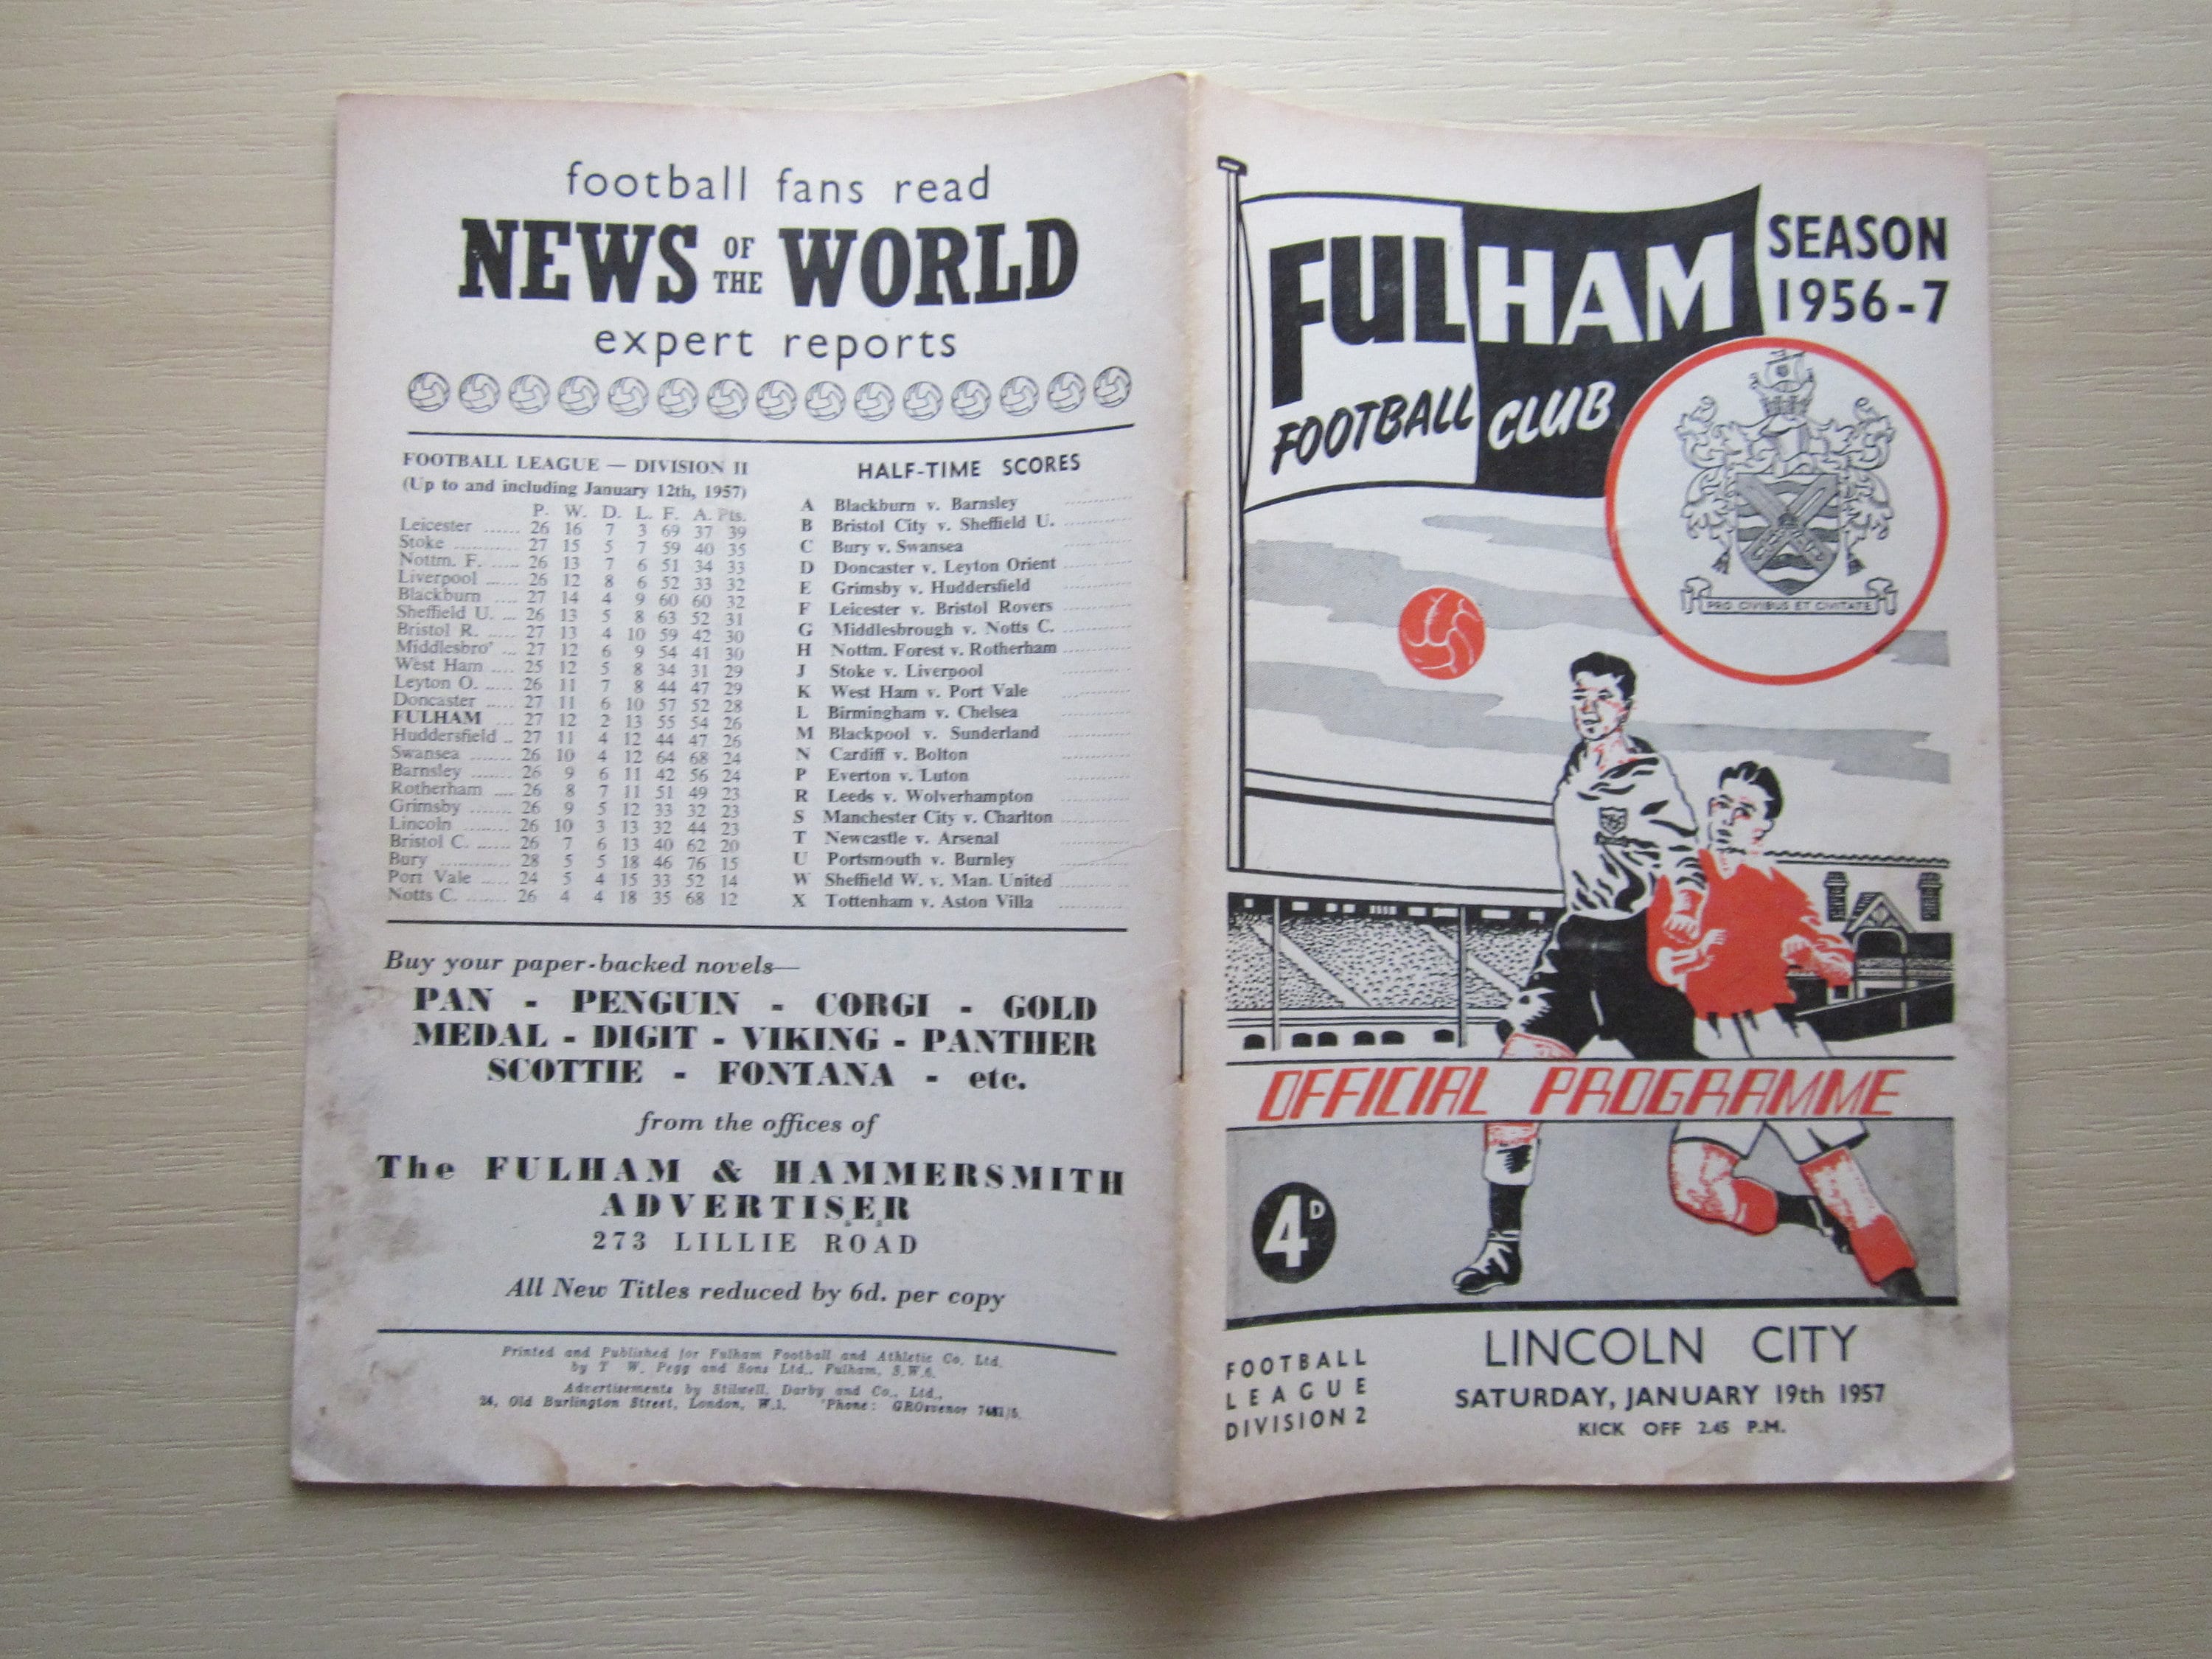 football fans read
NEWS OF THE WORLD
expert reports
FOOTBALL LEAGUE — DIVISION II
(Up to and including January 12th, 1957)
P. W. D. L. F. A. Pts.
Leicester ...... 26 16 7 3 69 37 39
Stoke .......... 27 15 5 7 59 40 35
Nottm. F. ...... 26 13 7 6 51 34 33
Liverpool ...... 26 12 8 6 52 33 32
Blackburn .... 27 14 4 9 60 60 32
Sheffield U. ... 26 13 5 8 63 52 31
Bristol R. ...... 27 13 4 10 59 42 30
Middlesbro' ... 27 12 6 9 54 41 30
West Ham .... 25 12 5 8 34 31 29
Leyton O. ...... 26 11 7 8 44 47 29
Doncaster ..... 27 11 6 10 57 52 28
FULHAM ... 27 12 2 13 55 54 26
Huddersfield .. 27 11 4 12 44 47 26
Swansea ........ 26 10 4 12 64 68 24
Barnsley ....... 26 9 6 11 42 56 24
Rotherham .... 26 8 7 11 51 49 23
Grimsby ....... 26 9 5 12 33 32 23
Lincoln ........ 26 10 3 13 32 44 23
Bristol C. ...... 26 7 6 13 40 62 20
Bury ............ 28 5 5 18 46 76 15
Port Vale ..... 24 5 4 15 33 52 14
Notts C. ........ 26 4 4 18 35 68 12
HALF-TIME SCORES
A Blackburn v. Barnsley
B Bristol City v. Sheffield U.
C Bury v. Swansea
D Doncaster v. Leyton Orient
E Grimsby v. Huddersfield
F Leicester v. Bristol Rovers
G Middlesbrough v. Notts C.
H Nottm. Forest v. Rotherham
J Stoke v. Liverpool
K West Ham v. Port Vale
L Birmingham v. Chelsea
M Blackpool v. Sunderland
N Cardiff v. Bolton
P Everton v. Luton
R Leeds v. Wolverhampton
S Manchester City v. Charlton
T Newcastle v. Arsenal
U Portsmouth v. Burnley
W Sheffield W. v. Man. United
X Tottenham v. Aston Villa
Buy your paper-backed novels—
PAN - PENGUIN - CORGI - GOLD
MEDAL - DIGIT - VIKING - PANTHER
SCOTTIE - FONTANA - etc.
from the offices of
The FULHAM & HAMMERSMITH
ADVERTISER
273 LILLIE ROAD
All New Titles reduced by 6d. per copy
Printed and Published for Fulham Football and Athletic Co. Ltd.
by T. W. Pegg and Sons Ltd., Fulham, S.W.6.
Advertisements by Stilwell, Darby and Co., Ltd.,
24, Old Burlington Street, London, W.1. 'Phone: GROsvenor
FULHAM
FOOTBALL CLUB
SEASON
1956-7
PRO CIVIBUS ET CIVITATE
OFFICIAL PROGRAMME
4D
FOOTBALL
LEAGUE
DIVISION 2
LINCOLN CITY
SATURDAY, JANUARY 19th 1957
KICK OFF 2.45 P.M.